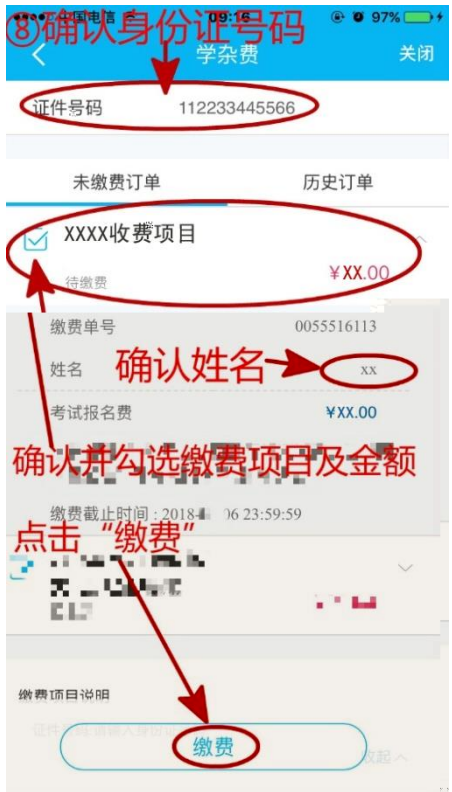 中国电信 09:16 97%
⑧确认身份证号码
学杂费 关闭
证件号码 112233445566
未缴费订单 历史订单
XXXX收费项目
待缴费 ¥XX.00
缴费单号 0055516113
姓名 确认姓名 xx
考试报名费 ¥XX.00
确认并勾选缴费项目及金额
缴费截止时间:2018-06 23:59:59
点击“缴费”
缴费项目说明
缴费
收起